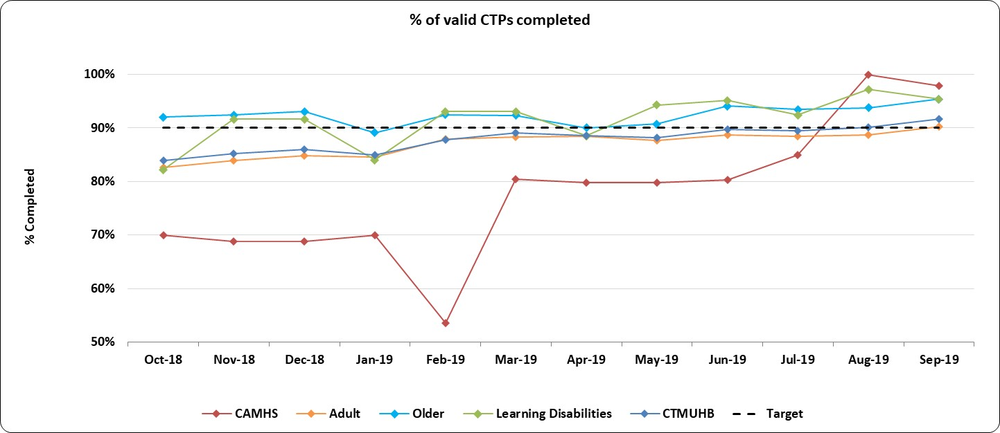 % of valid CTPs completed
100%
90%
80%
70%
60%
50%
% Completed
Oct-18 Nov-18 Dec-18 Jan-19 Feb-19 Mar-19 Apr-19 May-19 Jun-19 Jul-19 Aug-19 Sep-19
CAMHS Adult Older Learning Disabilities CTMUHB Target